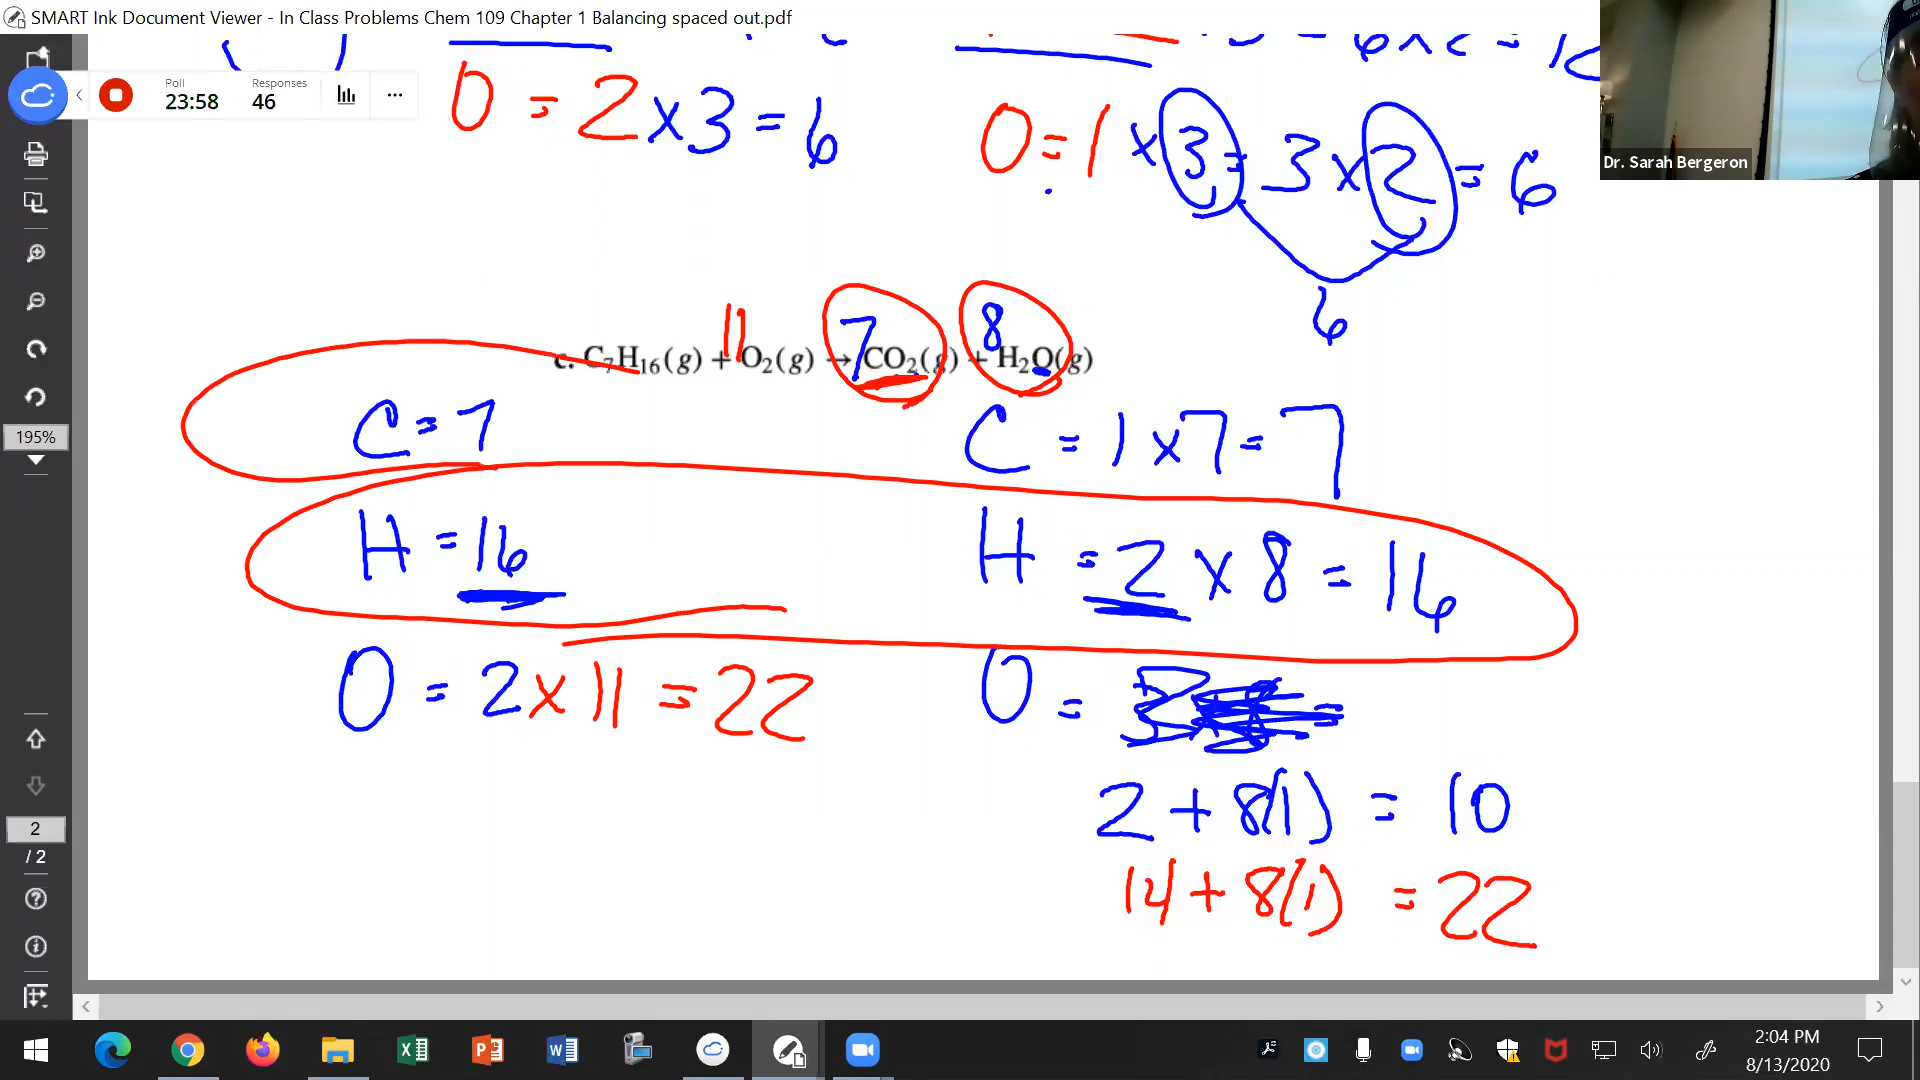 SMART Ink Document Viewer - In Class Problems Chem 109 Chapter 1 Balancing spaced out.pdf
Poll
23:58
Responses
46
O = 2 x 3 = 6
O = 1 x 3 = 3 x 2 = 6
6
Dr. Sarah Bergeron
11 7 8
c. C₇H₁₆(g) + O₂(g) → CO₂(g) + H₂O(g)
C = 7
C = 1 x 7 = 7
H = 16
H = 2 x 8 = 16
O = 2 x 11 = 22
O =
2 + 8(1) = 10
14 + 8(1) = 22
195%
2
/ 2
2:04 PM
8/13/2020